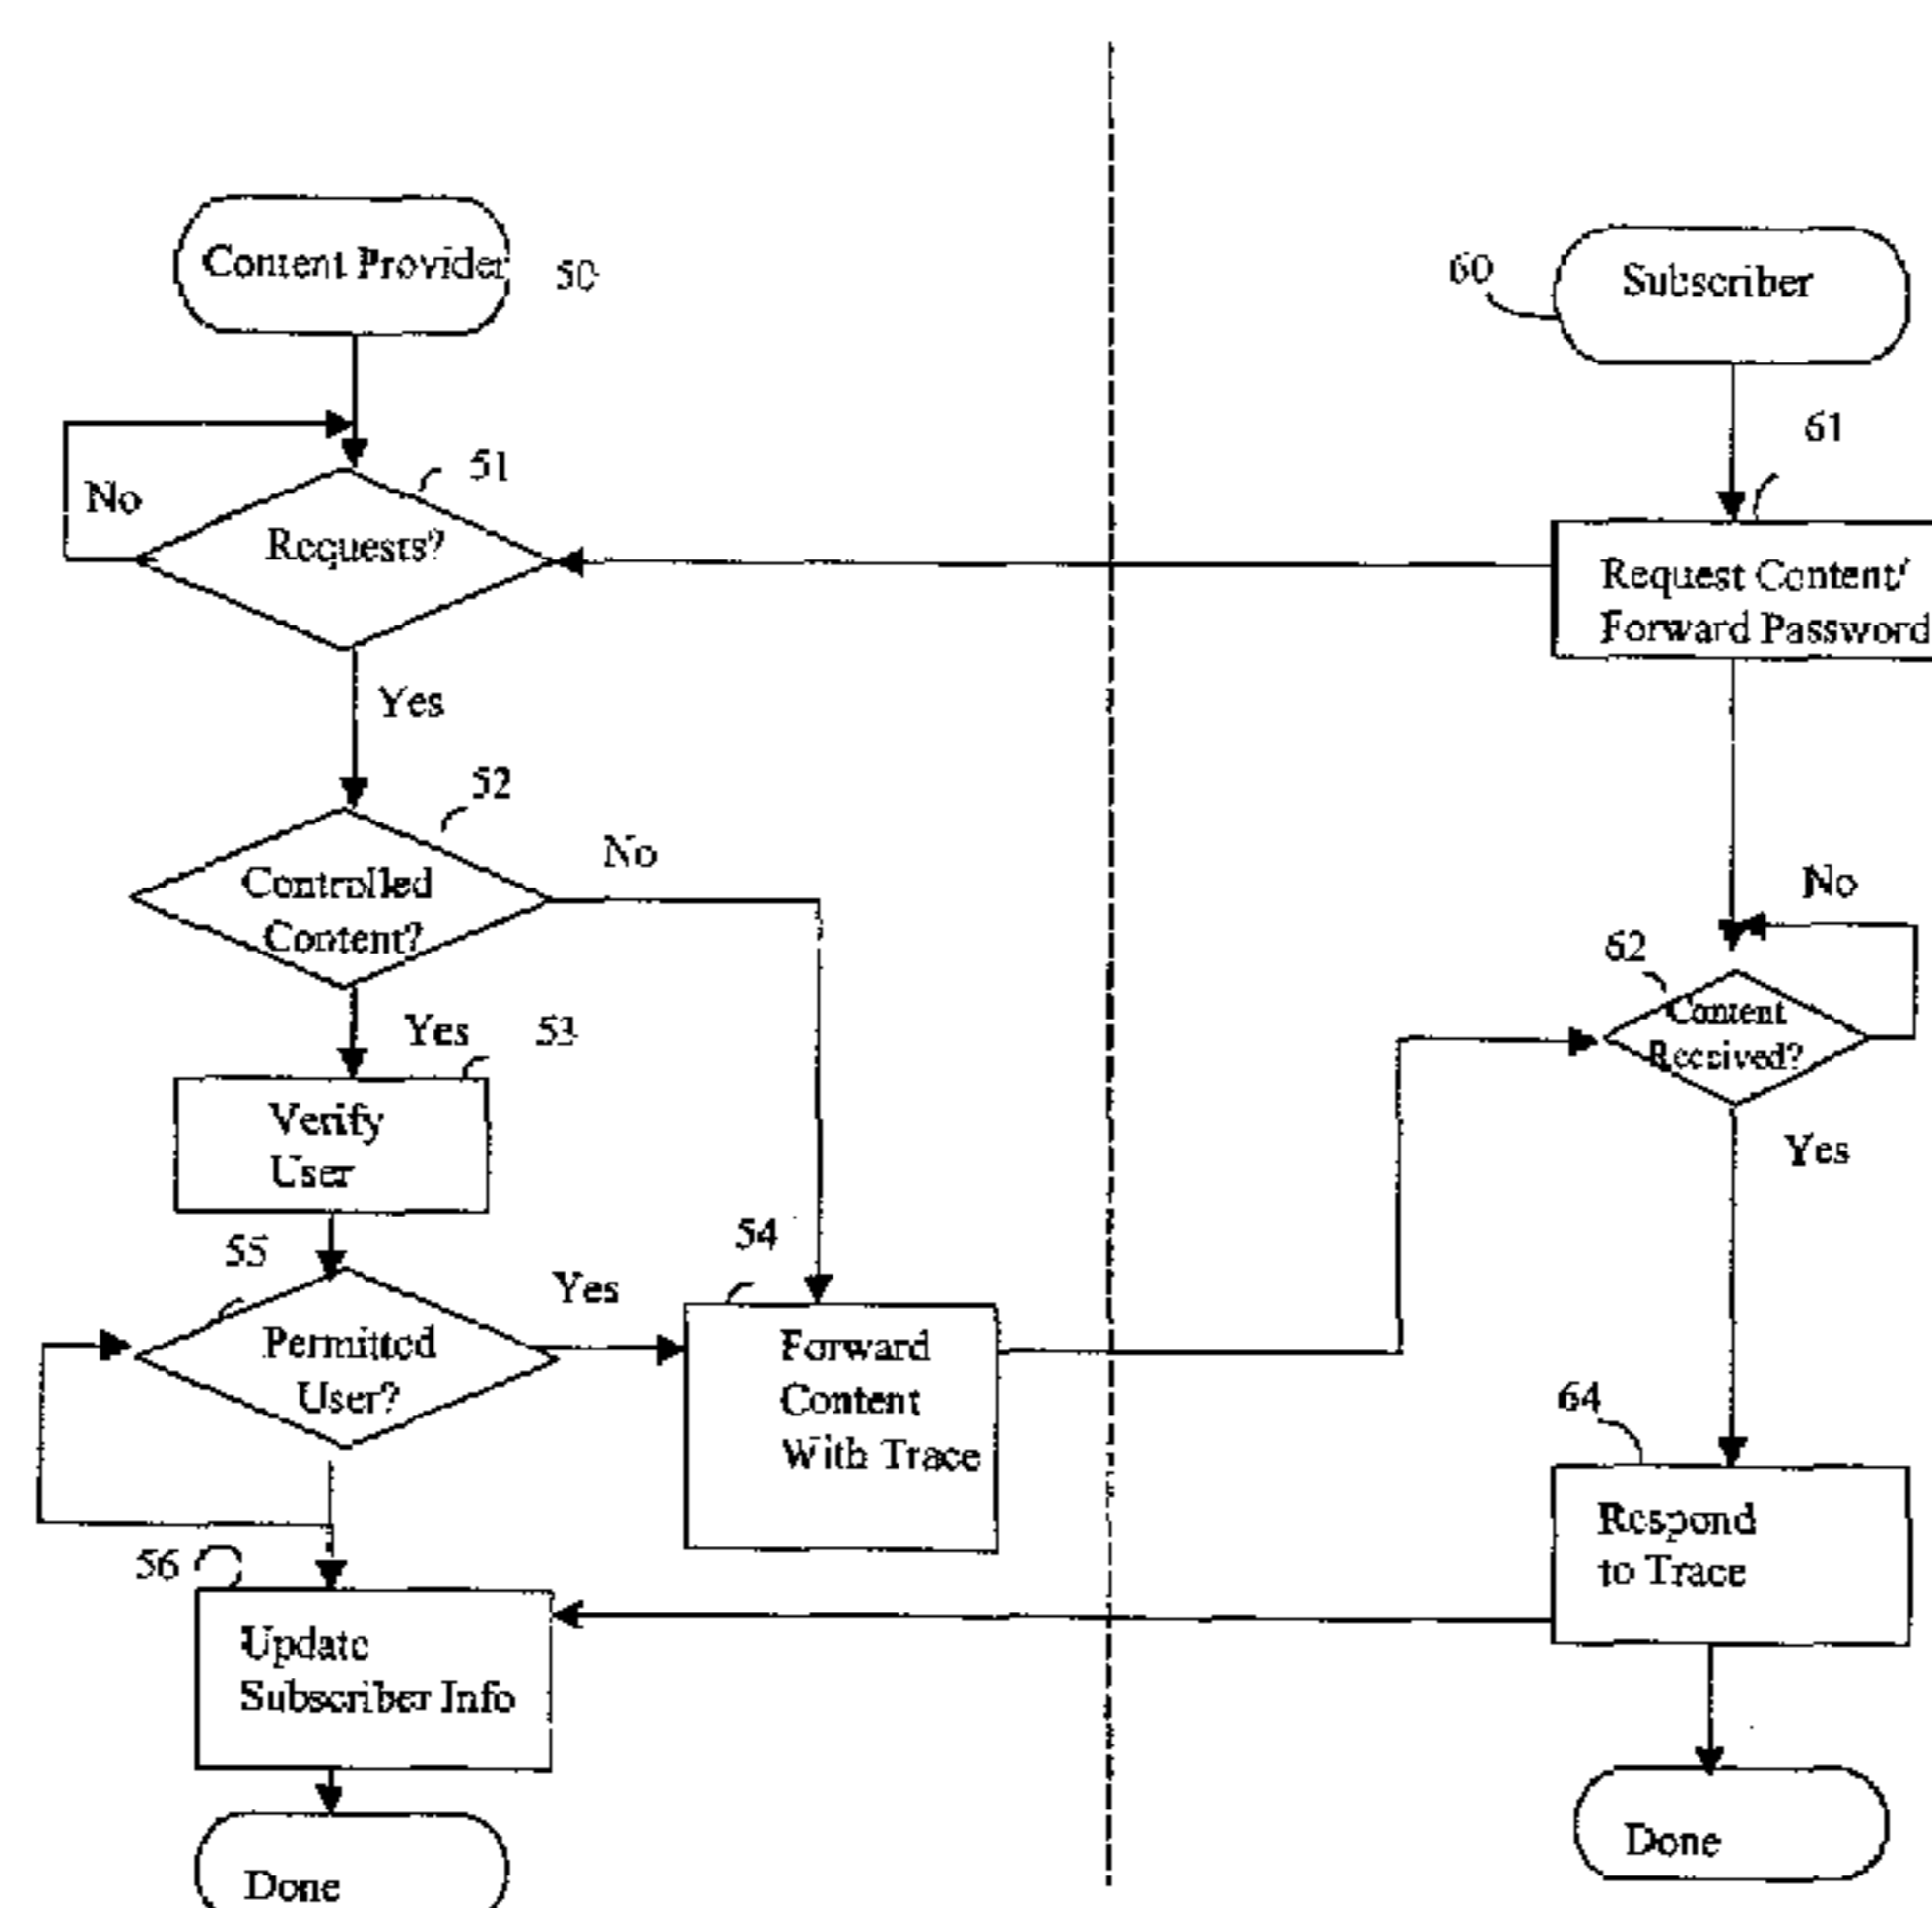 Content Provider
50
60
Subscriber
61
51
No
Requests?
Request Content/
Forward Password
Yes
52
No
Controlled
Content?
No
62
Content
Received?
Yes
53
Verify
User
Yes
54
55
Yes
Permitted
User?
Forward
Content
With Trace
64
Respond
to Trace
56
Update
Subscriber Info
Done
Done